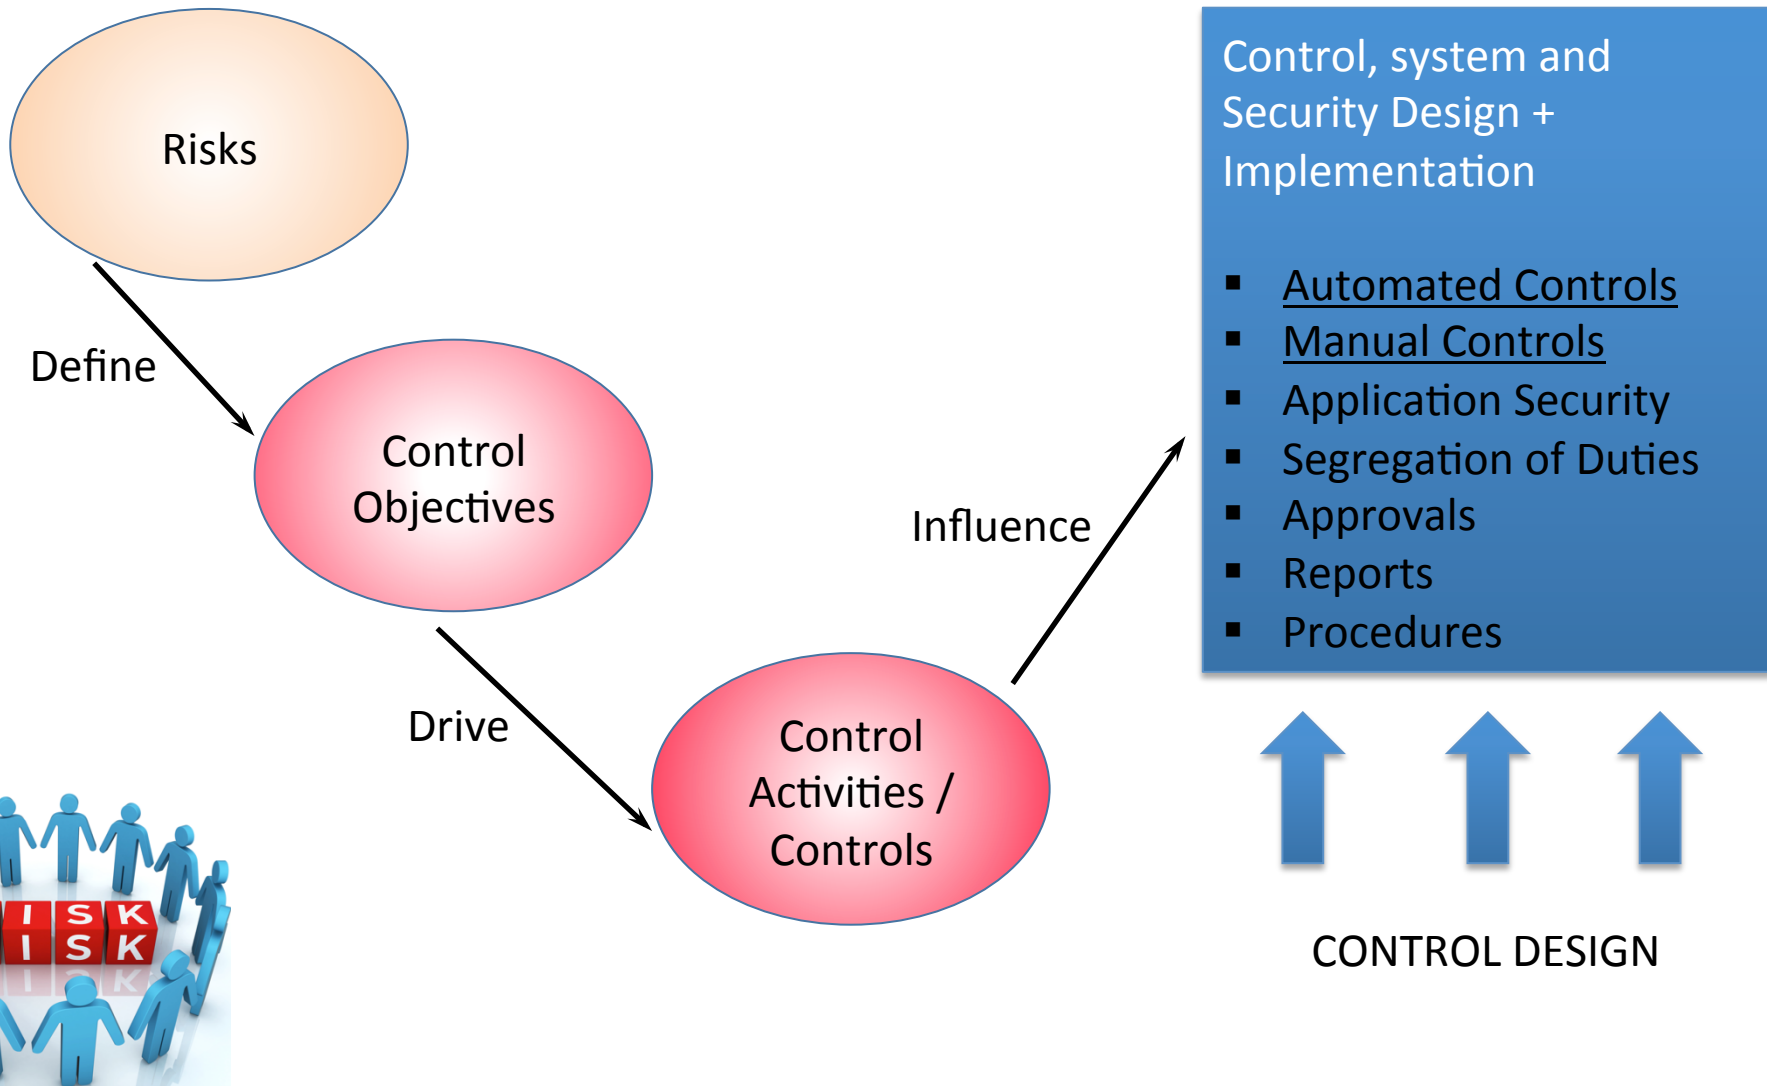 Risks
Define
Control
Objectives
Drive
Control
Activities /
Controls
Influence
Control, system and
Security Design +
Implementation
▪ Automated Controls
▪ Manual Controls
▪ Application Security
▪ Segregation of Duties
▪ Approvals
▪ Reports
▪ Procedures
CONTROL DESIGN
I S K
I S K